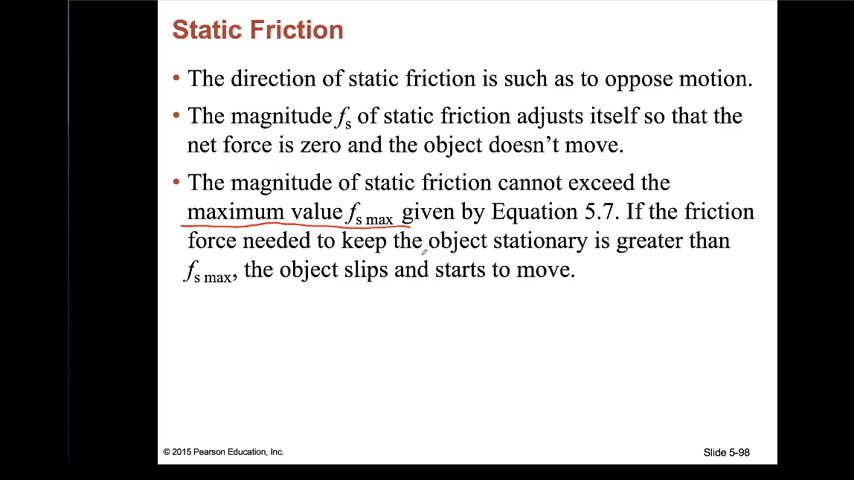 Static Friction
• The direction of static friction is such as to oppose motion.
• The magnitude fs of static friction adjusts itself so that the
net force is zero and the object doesn’t move.
• The magnitude of static friction cannot exceed the
maximum value fs max given by Equation 5.7. If the friction
force needed to keep the object stationary is greater than
fs max, the object slips and starts to move.
© 2015 Pearson Education, Inc.
Slide 5-98